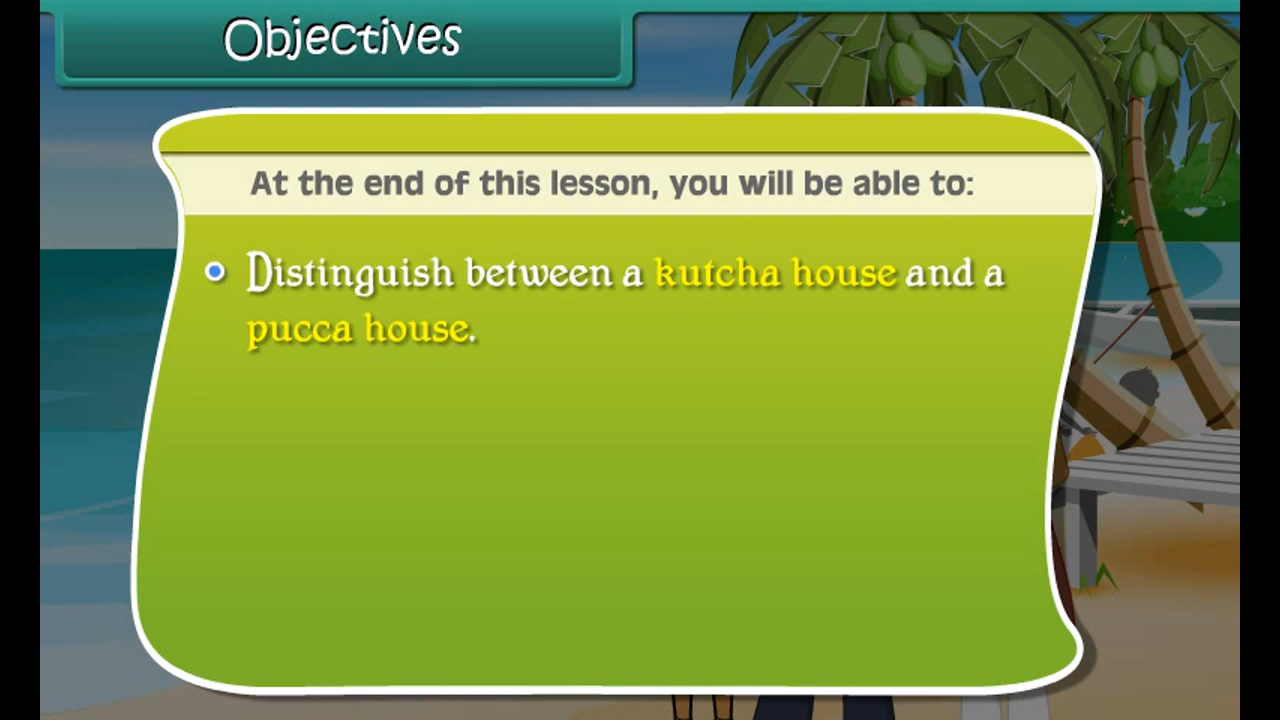 Objectives
At the end of this lesson, you will be able to:
Distinguish between a kutcha house and a
pucca house.